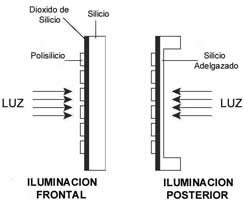 Dioxido de
Silicio
Silicio
Polisilicio
Silicio
Adelgazado
LUZ
LUZ
ILUMINACION
FRONTAL
ILUMINACION
POSTERIOR